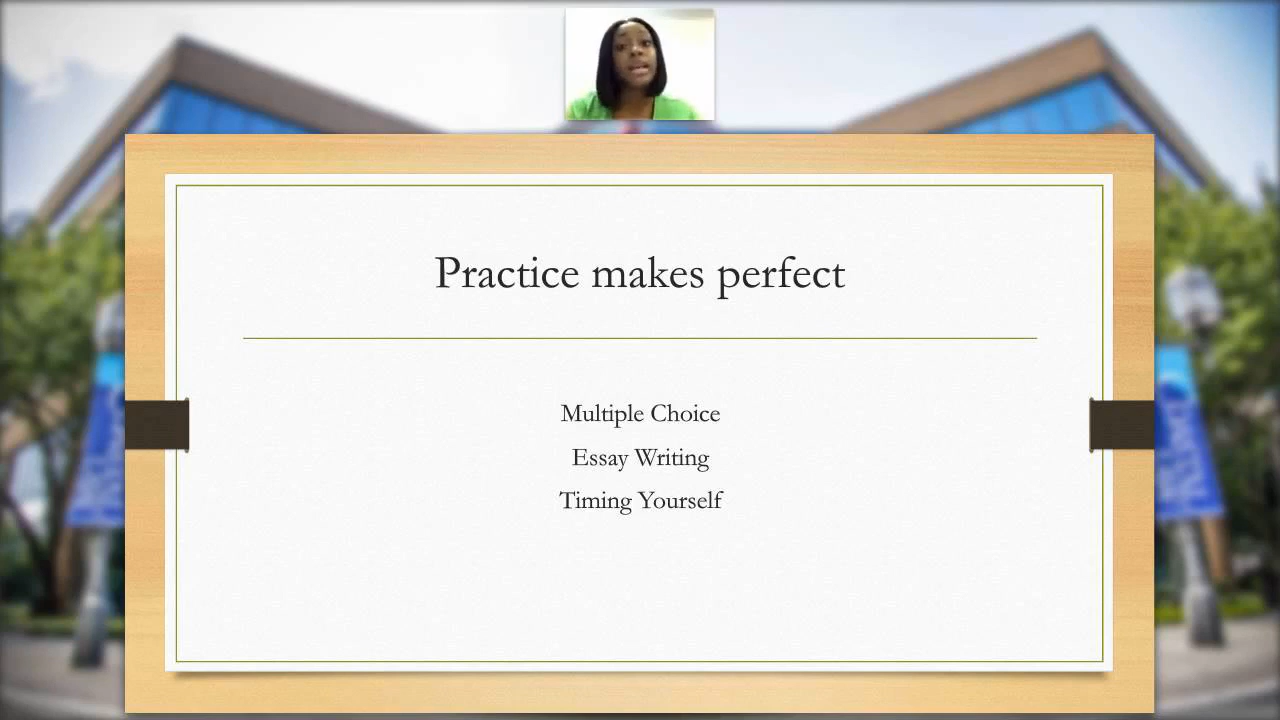 Practice makes perfect
Multiple Choice
Essay Writing
Timing Yourself